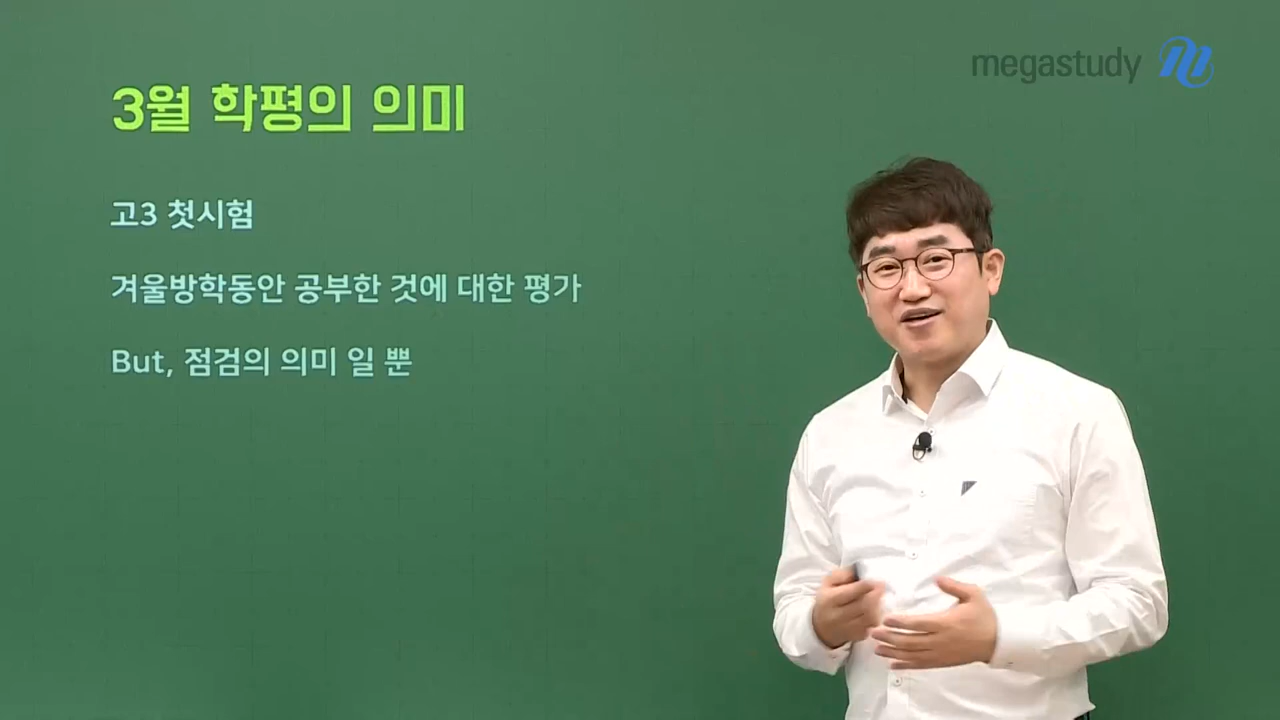 megastudy
3월 학평의 의미
고3 첫시험
겨울방학동안 공부한 것에 대한 평가
But, 점검의 의미 일 뿐